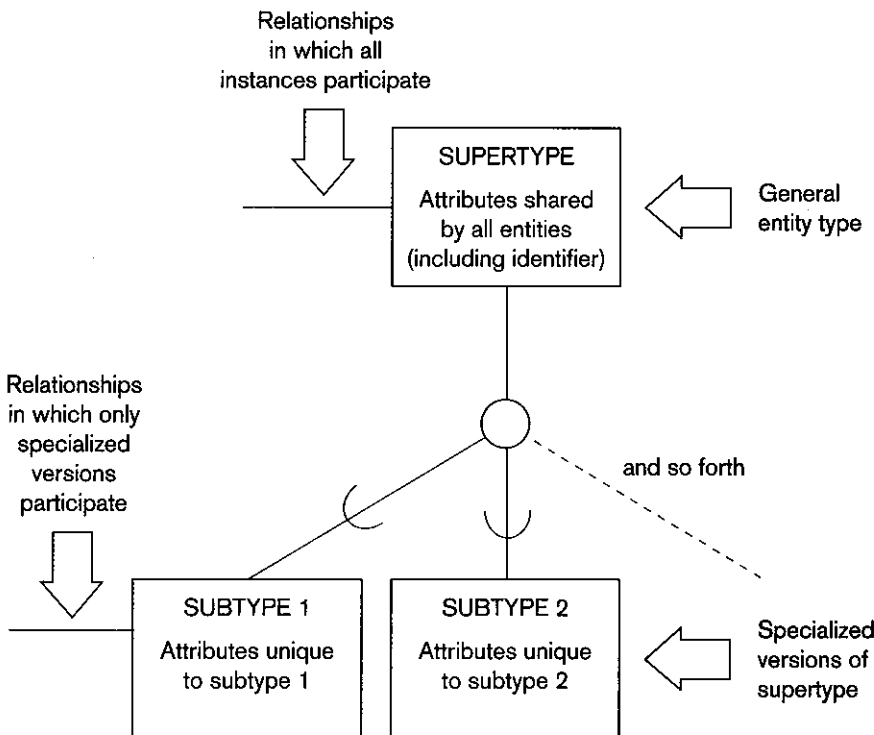 Relationships
in which all
instances participate
SUPERTYPE
Attributes shared
by all entities
(including identifier)
General
entity type
Relationships
in which only
specialized
versions
participate
and so forth
SUBTYPE 1
Attributes unique
to subtype 1
SUBTYPE 2
Attributes unique
to subtype 2
Specialized
versions of
supertype